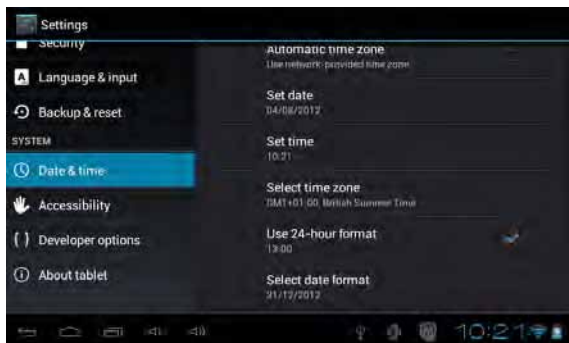 Settings
Security
Language & input
Backup & reset
SYSTEM
Date & time
Accessibility
{ } Developer options
About tablet
Automatic time zone
Use network-provided time zone
Set date
04/08/2012
Set time
10:21
Select time zone
GMT+01:00, British Summer Time
Use 24-hour format
13:00
Select date format
31/12/2012
10:21